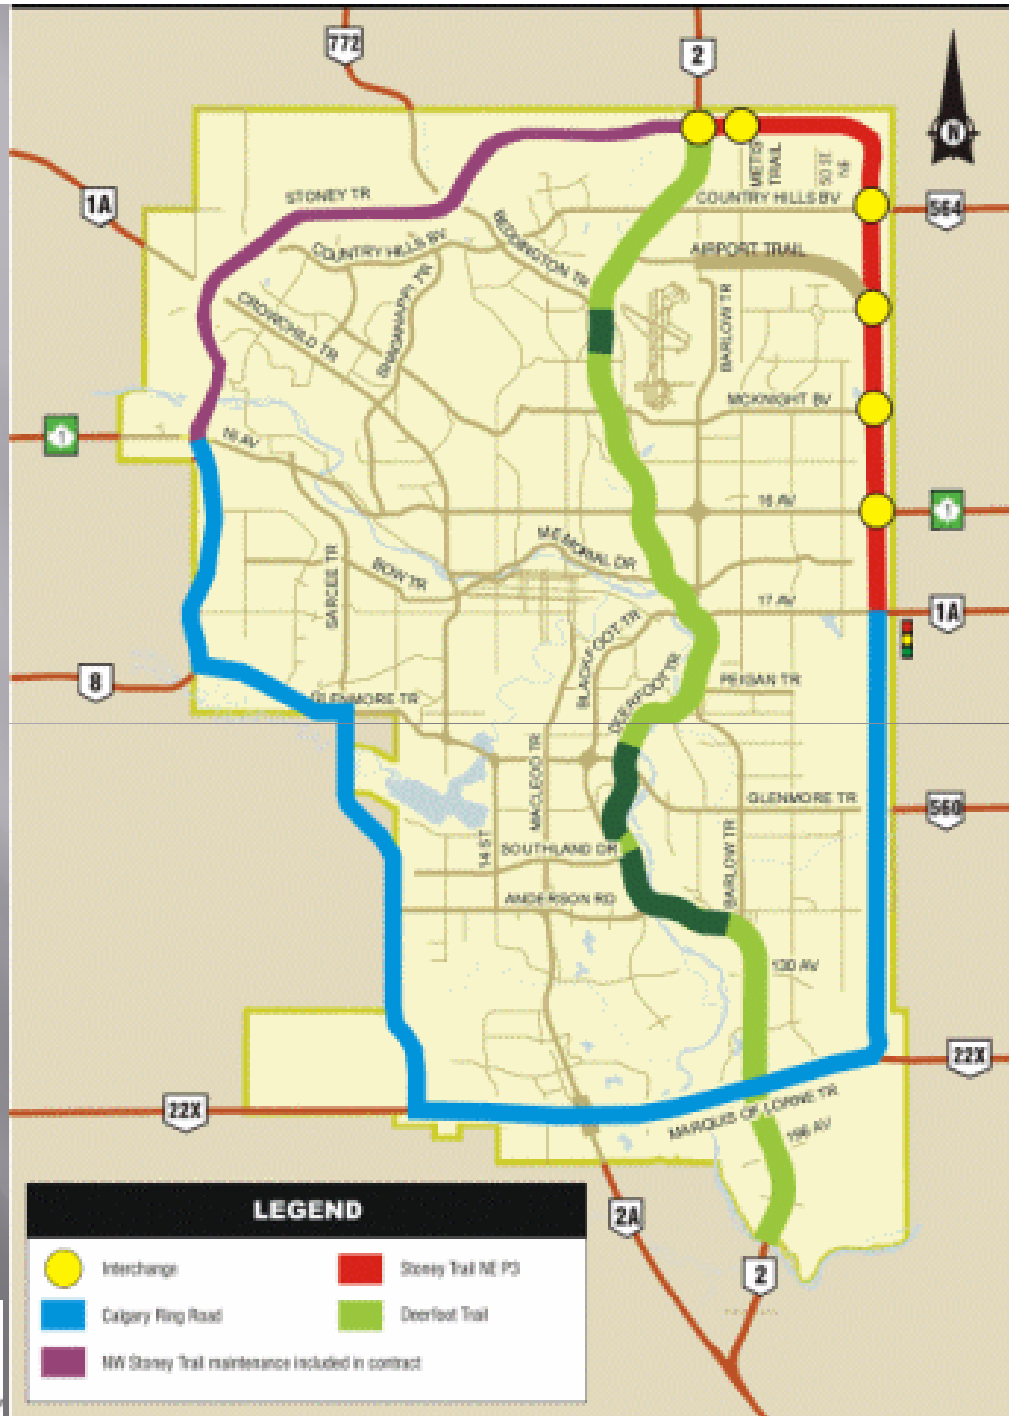 772
2
N
METIS
TRAIL
50 ST
NE
1A
STONEY TR
COUNTRY HILLS BV
564
COUNTRY HILLS BV
BEDDINGTON TR
AIRPORT TRAIL
SHAGANAPPI TR
CROWCHILD TR
BARLOW TR
MCKNIGHT BV
1
16 AV
16 AV
1
MEMORIAL DR
SARCEE TR
BOW TR
17 AV
1A
BLACKFOOT TR
8
DEERFOOT TR
PEIGAN TR
GLENMORE TR
MACLEOD TR
GLENMORE TR
560
14 ST
SOUTHLAND DR
BARLOW TR
ANDERSON RD
130 AV
22X
22X
MARQUIS OF LORNE TR
196 AV
2A
2
LEGEND
Interchange
Stoney Trail NE P3
Calgary Ring Road
Deerfoot Trail
NW Stoney Trail maintenance included in contract